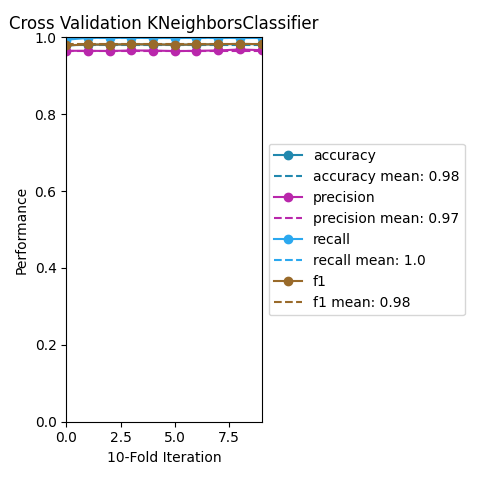 Cross Validation KNeighborsClassifier
1.0
0.8
0.6
0.4
0.2
0.0
Performance
0.0 2.5 5.0 7.5
10-Fold Iteration
accuracy
accuracy mean: 0.98
precision
precision mean: 0.97
recall
recall mean: 1.0
f1
f1 mean: 0.98